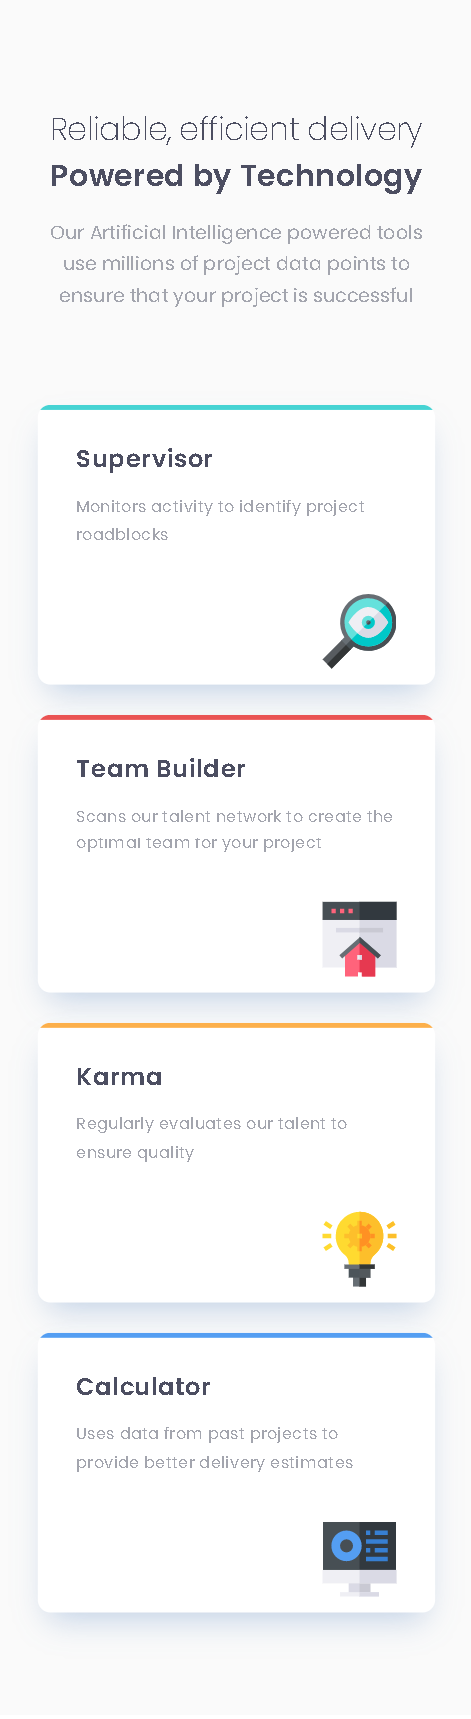 Reliable, efficient delivery
Powered by Technology
Our Artificial Intelligence powered tools
use millions of project data points to
ensure that your project is successful
Supervisor
Monitors activity to identify project
roadblocks
Team Builder
Scans our talent network to create the
optimal team for your project
Karma
Regularly evaluates our talent to
ensure quality
Calculator
Uses data from past projects to
provide better delivery estimates